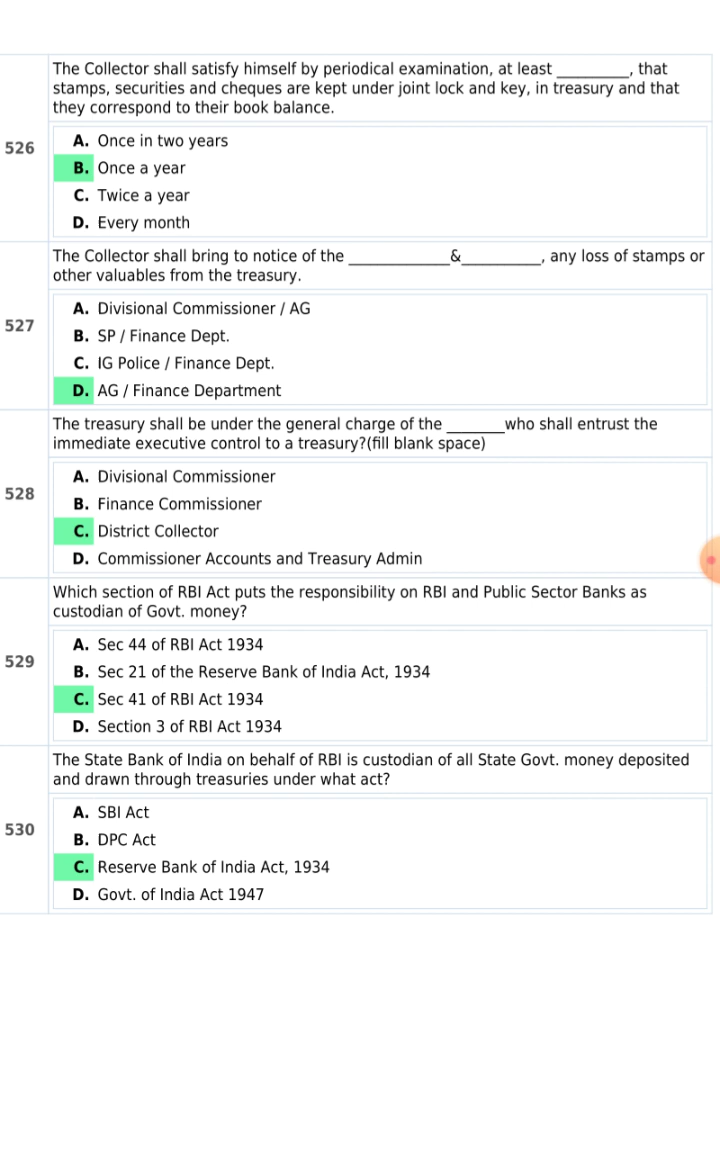 The Collector shall satisfy himself by periodical examination, at least _________, that
stamps, securities and cheques are kept under joint lock and key, in treasury and that
they correspond to their book balance.
526
A. Once in two years
B. Once a year
C. Twice a year
D. Every month
The Collector shall bring to notice of the _____________&__________, any loss of stamps or
other valuables from the treasury.
527
A. Divisional Commissioner / AG
B. SP / Finance Dept.
C. IG Police / Finance Dept.
D. AG / Finance Department
The treasury shall be under the general charge of the _______who shall entrust the
immediate executive control to a treasury?(fill blank space)
528
A. Divisional Commissioner
B. Finance Commissioner
C. District Collector
D. Commissioner Accounts and Treasury Admin
Which section of RBI Act puts the responsibility on RBI and Public Sector Banks as
custodian of Govt. money?
529
A. Sec 44 of RBI Act 1934
B. Sec 21 of the Reserve Bank of India Act, 1934
C. Sec 41 of RBI Act 1934
D. Section 3 of RBI Act 1934
The State Bank of India on behalf of RBI is custodian of all State Govt. money deposited
and drawn through treasuries under what act?
530
A. SBI Act
B. DPC Act
C. Reserve Bank of India Act, 1934
D. Govt. of India Act 1947